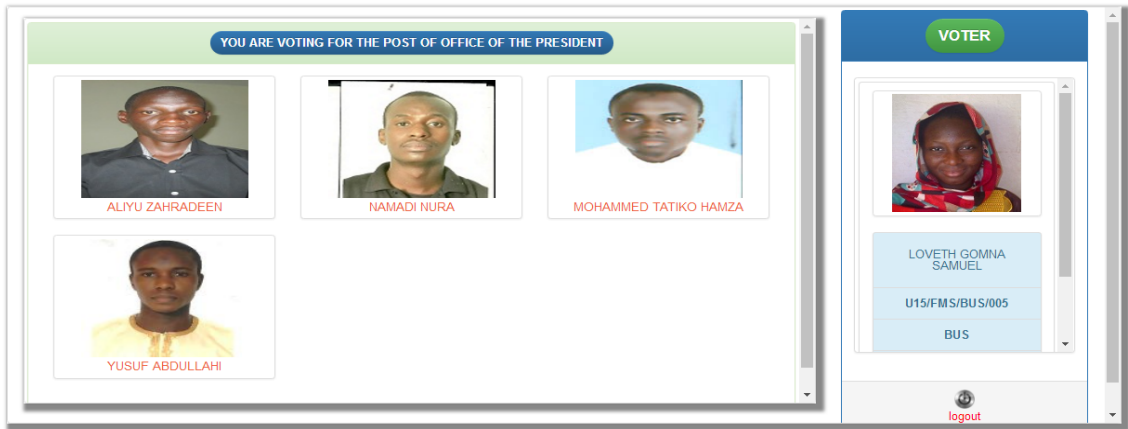 YOU ARE VOTING FOR THE POST OF OFFICE OF THE PRESIDENT
ALIYU ZAHRADEEN
NAMADI NURA
MOHAMMED TATIKO HAMZA
YUSUF ABDULLAHI
VOTER
LOVETH GOMNA
SAMUEL
U15/FMS/BUS/005
BUS
logout